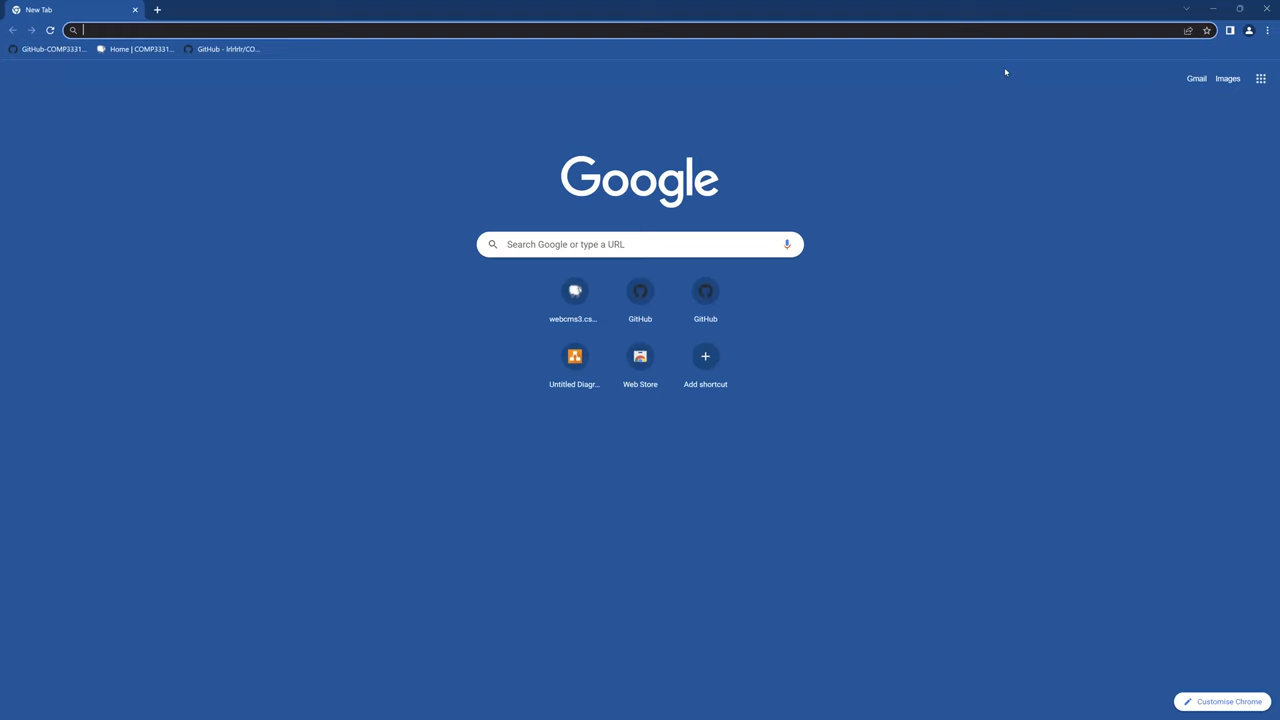 New Tab
GitHub-COMP3331...
Home | COMP3331...
GitHub - lrlrlrlr/CO...
Gmail Images
Google
Search Google or type a URL
webcms3.cs...
GitHub
GitHub
Untitled Diagr...
Web Store
Add shortcut
Customise Chrome